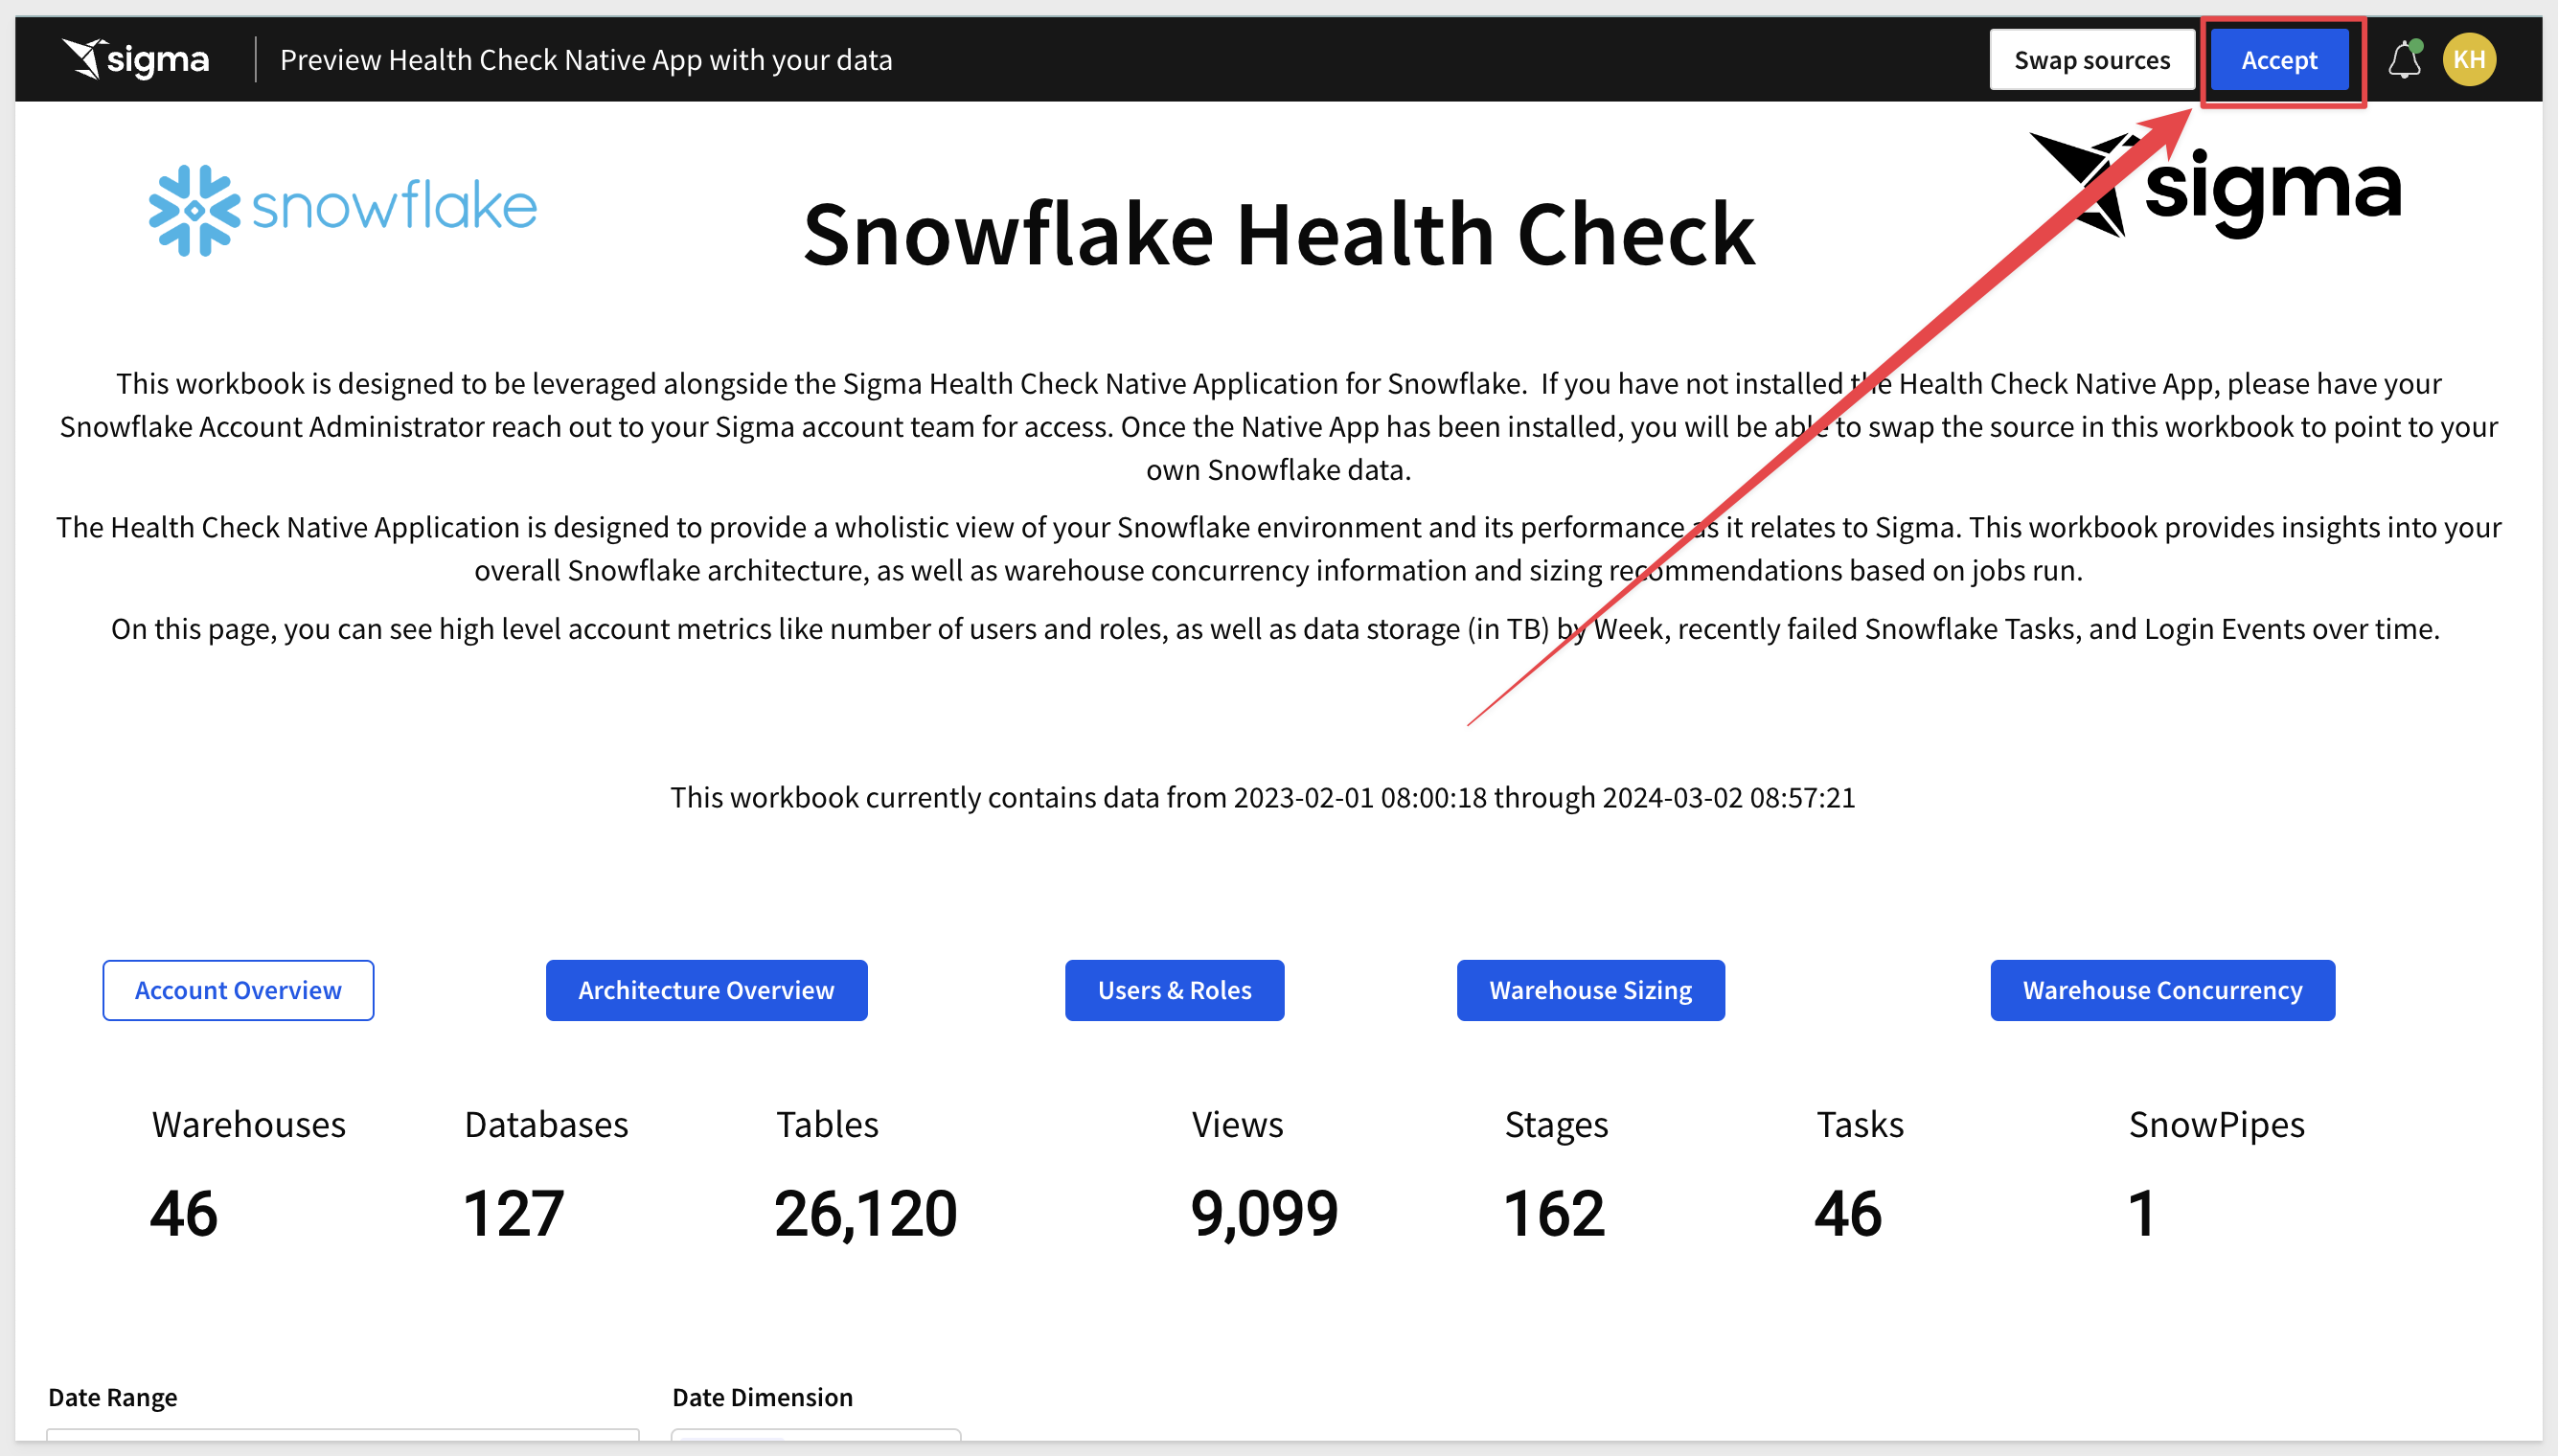 sigma
Preview Health Check Native App with your data
Swap sources
Accept
KH
snowflake
Snowflake Health Check
sigma
This workbook is designed to be leveraged alongside the Sigma Health Check Native Application for Snowflake.  If you have not installed the Health Check Native App, please have your
Snowflake Account Administrator reach out to your Sigma account team for access. Once the Native App has been installed, you will be able to swap the source in this workbook to point to your
own Snowflake data.
The Health Check Native Application is designed to provide a wholistic view of your Snowflake environment and its performance as it relates to Sigma. This workbook provides insights into your
overall Snowflake architecture, as well as warehouse concurrency information and sizing recommendations based on jobs run.
On this page, you can see high level account metrics like number of users and roles, as well as data storage (in TB) by Week, recently failed Snowflake Tasks, and Login Events over time.
This workbook currently contains data from 2023-02-01 08:00:18 through 2024-03-02 08:57:21
Account Overview
Architecture Overview
Users & Roles
Warehouse Sizing
Warehouse Concurrency
Warehouses
Databases
Tables
Views
Stages
Tasks
SnowPipes
46
127
26,120
9,099
162
46
1
Date Range
Date Dimension